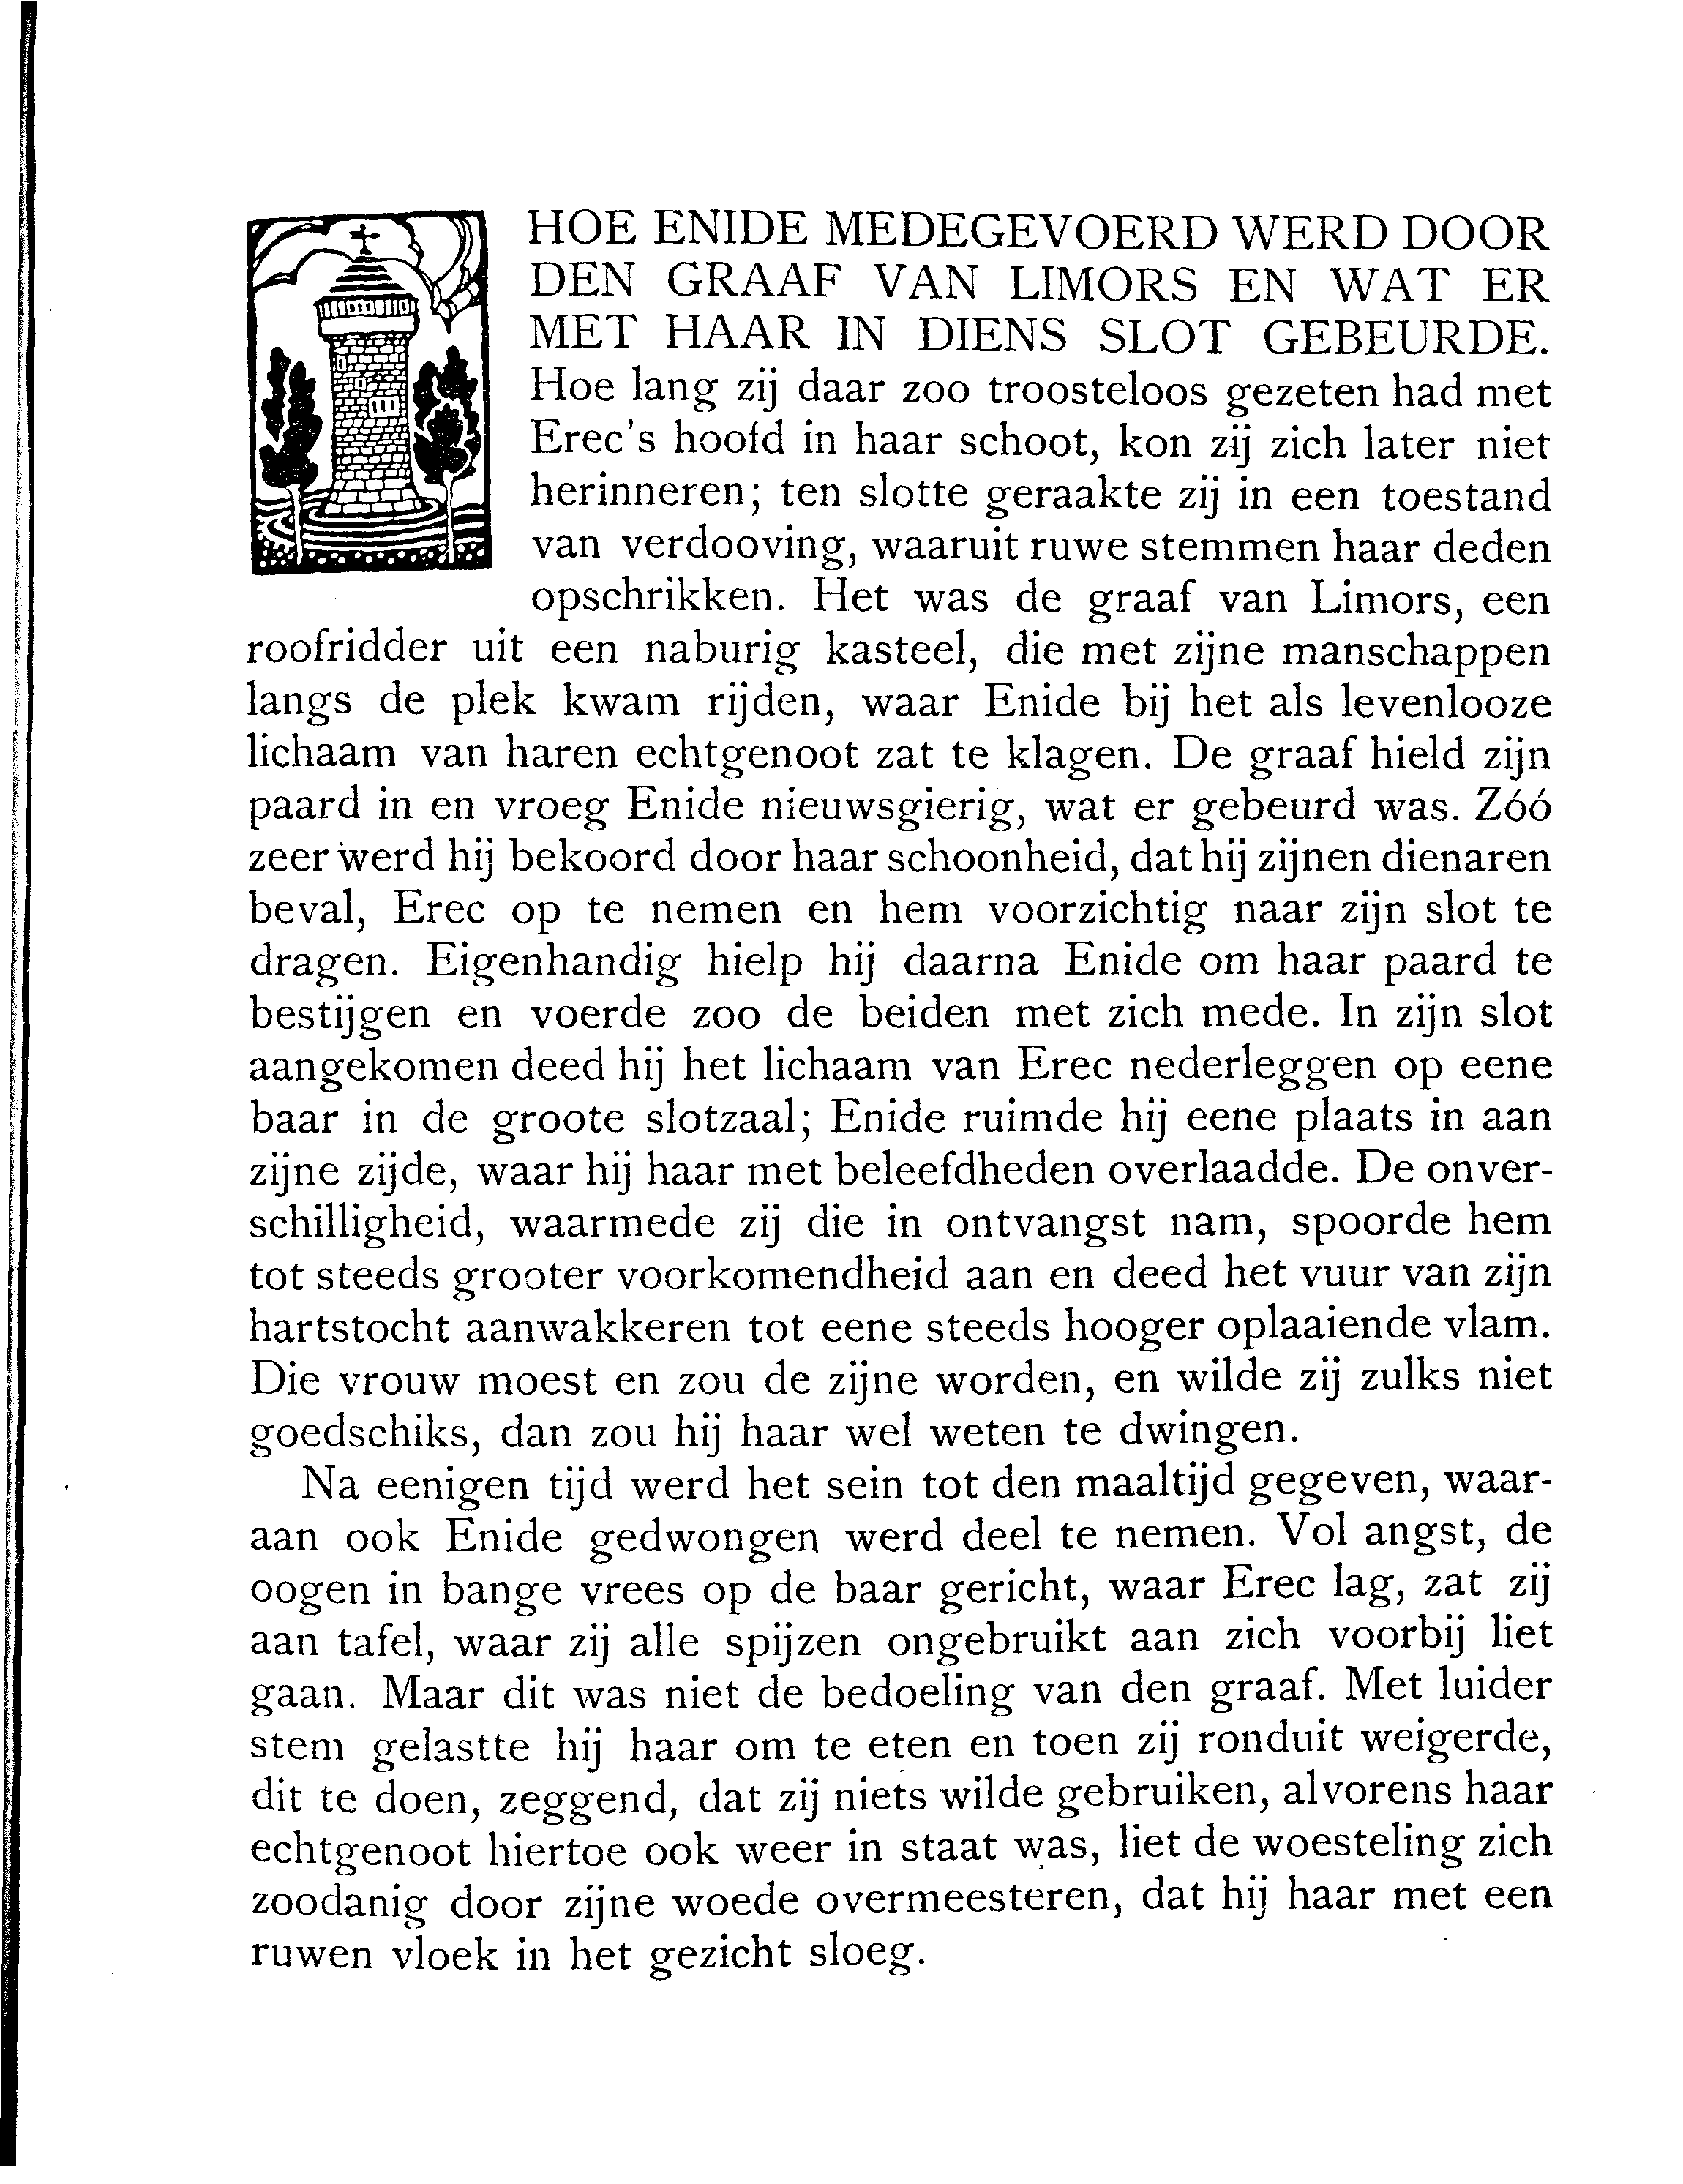 HOE ENIDE MEDEGEVOERD WERD DOOR
DEN GRAAF VAN LIMORS EN WAT ER
MET HAAR IN DIENS SLOT GEBEURDE.
Hoe lang zij daar zoo troosteloos gezeten had met
Erec's hoofd in haar schoot, kon zij zich later niet
herinneren; ten slotte geraakte zij in een toestand
van verdooving, waaruit ruwe stemmen haar deden
opschrikken. Het was de graaf van Limors, een
roofridder uit een naburig kasteel, die met zijne manschappen
langs de plek kwam rijden, waar Enide bij het als levenlooze
lichaam van haren echtgenoot zat te klagen. De graaf hield zijn
paard in en vroeg Enide nieuwsgierig, wat er gebeurd was. Zóó
zeer werd hij bekoord door haar schoonheid, dat hij zijnen dienaren
beval, Erec op te nemen en hem voorzichtig naar zijn slot te
dragen. Eigenhandig hielp hij daarna Enide om haar paard te
bestijgen en voerde zoo de beiden met zich mede. In zijn slot
aangekomen deed hij het lichaam van Erec nederleggen op eene
baar in de groote slotzaal; Enide ruimde hij eene plaats in aan
zijne zijde, waar hij haar met beleefdheden overlaadde. De onver-
schilligheid, waarmede zij die in ontvangst nam, spoorde hem
tot steeds grooter voorkomendheid aan en deed het vuur van zijn
hartstocht aanwakkeren tot eene steeds hooger oplaaiende vlam.
Die vrouw moest en zou de zijne worden, en wilde zij zulks niet
goedschiks, dan zou hij haar wel weten te dwingen.
Na eenigen tijd werd het sein tot den maaltijd gegeven, waar-
aan ook Enide gedwongen werd deel te nemen. Vol angst, de
oogen in bange vrees op de baar gericht, waar Erec lag, zat zij
aan tafel, waar zij alle spijzen ongebruikt aan zich voorbij liet
gaan. Maar dit was niet de bedoeling van den graaf. Met luider
stem gelastte hij haar om te eten en toen zij ronduit weigerde,
dit te doen, zeggend, dat zij niets wilde gebruiken, alvorens haar
echtgenoot hiertoe ook weer in staat was, liet de woesteling zich
zoodanig door zijne woede overmeesteren, dat hij haar met een
ruwen vloek in het gezicht sloeg.